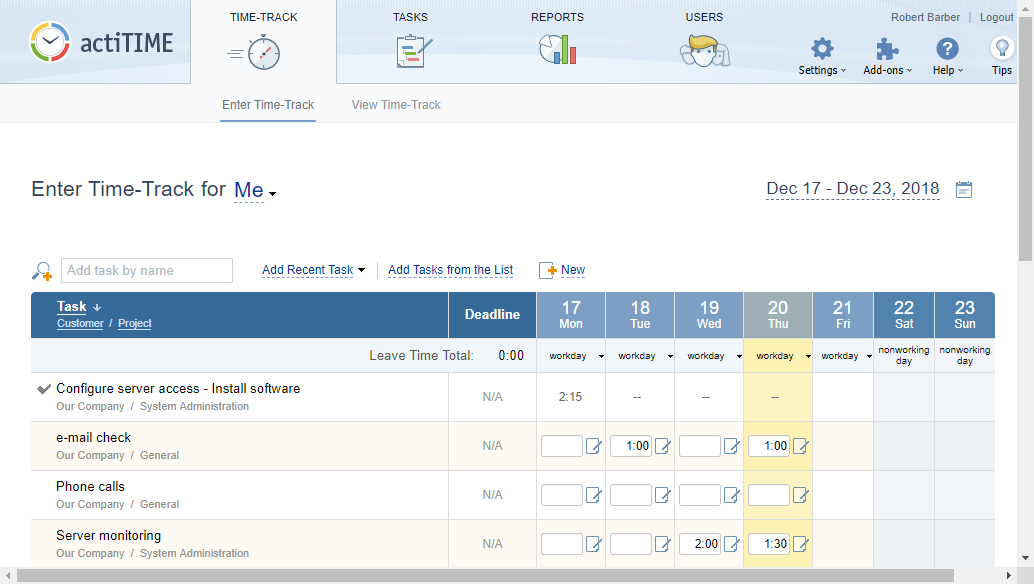 actiTIME
TIME-TRACK
TASKS
REPORTS
USERS
Robert Barber | Logout
Settings
Add-ons
Help
Tips
Enter Time-Track
View Time-Track
Enter Time-Track for Me
Dec 17 - Dec 23, 2018
Add task by name
Add Recent Task
Add Tasks from the List
New
Task
Customer / Project
Deadline
17 Mon
18 Tue
19 Wed
20 Thu
21 Fri
22 Sat
23 Sun
Leave Time Total: 0:00 workday workday workday workday workday nonworking day nonworking day
Configure server access - Install software
Our Company / System Administration
N/A 2:15 -- -- --
e-mail check
Our Company / General
N/A 1:00 1:00
Phone calls
Our Company / General
N/A
Server monitoring
Our Company / System Administration
N/A 2:00 1:30